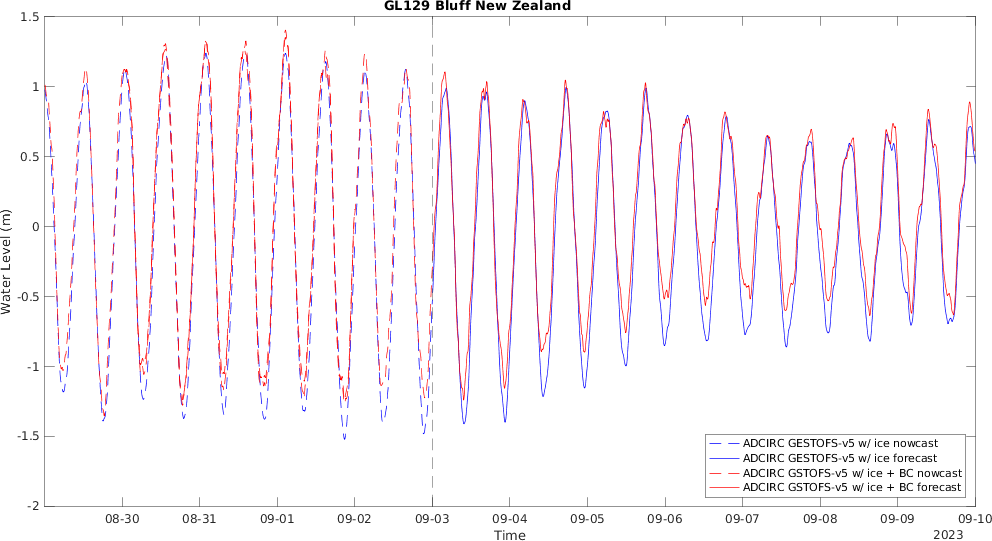 GL129 Bluff New Zealand
1.5
1
0.5
0
-0.5
-1
-1.5
-2
Water Level (m)
ADCIRC GESTOFS-v5 w/ ice nowcast
ADCIRC GESTOFS-v5 w/ ice forecast
ADCIRC GSTOFS-v5 w/ ice + BC nowcast
ADCIRC GSTOFS-v5 w/ ice + BC forecast
08-30 08-31 09-01 09-02 09-03 09-04 09-05 09-06 09-07 09-08 09-09 09-10
Time
2023